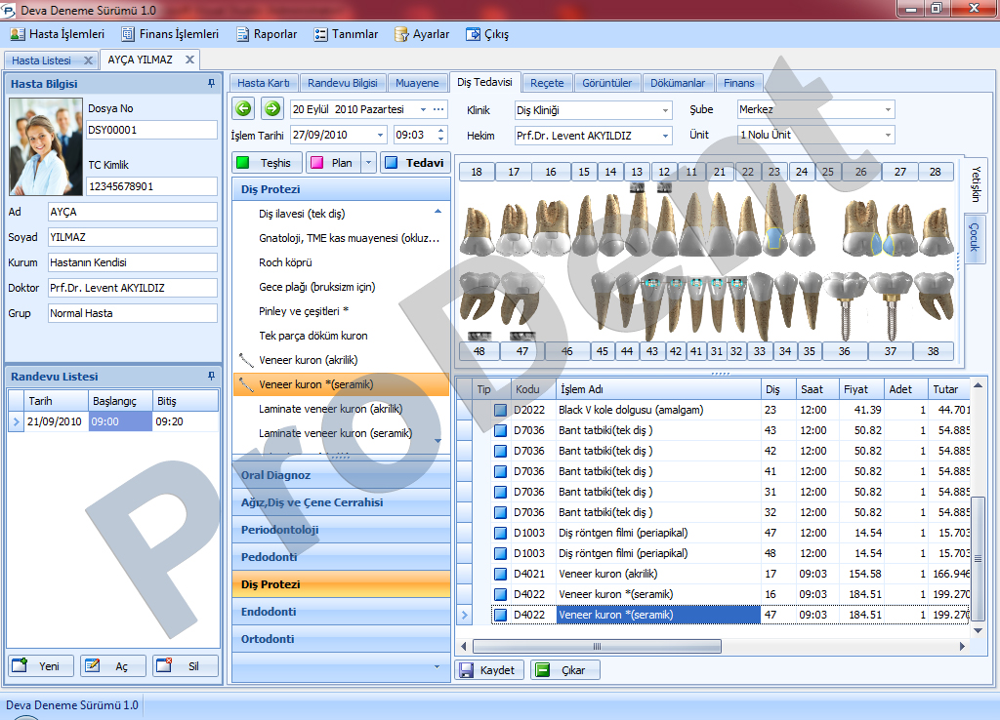 Deva Deneme Sürümü 1.0
Hasta İşlemleri Finans İşlemleri Raporlar Tanımlar Ayarlar Çıkış
Hasta Listesi AYÇA YILMAZ
Hasta Bilgisi
Dosya No
DSY00001
TC Kimlik
12345678901
Ad AYÇA
Soyad YILMAZ
Kurum Hastanın Kendisi
Doktor Prf.Dr. Levent AKYILDIZ
Grup Normal Hasta
Randevu Listesi
Tarih Başlangıç Bitiş
21/09/2010 09:00 09:20
Yeni Aç Sil
Hasta Kartı Randevu Bilgisi Muayene Diş Tedavisi Reçete Görüntüler Dökümanlar Finans
20 Eylül 2010 Pazartesi
İşlem Tarihi 27/09/2010 09:03
Klinik Diş Kliniği Şube Merkez
Hekim Prf.Dr. Levent AKYILDIZ Ünit 1 Nolu Ünit
Teşhis Plan Tedavi
Diş Protezi
Diş ilavesi (tek diş)
Gnatoloji, TME kas muayenesi (okluz...
Roch köprü
Gece plağı (bruksizm için)
Pinley ve çeşitleri *
Tek parça döküm kuron
Veneer kuron (akrilik)
Veneer kuron *(seramik)
Laminate veneer kuron (akrilik)
Laminate veneer kuron (seramik)
Oral Diagnoz
Ağız,Diş ve Çene Cerrahisi
Periodontoloji
Pedodonti
Diş Protezi
Endodonti
Ortodonti
18 17 16 15 14 13 12 11 21 22 23 24 25 26 27 28
48 47 46 45 44 43 42 41 31 32 33 34 35 36 37 38
Yetişkin
Çocuk
Tip Kodu İşlem Adı Diş Saat Fiyat Adet Tutar
D2022 Black V kole dolgusu (amalgam) 23 12:00 41.39 1 44.701
D7036 Bant tatbiki(tek diş ) 43 12:00 50.82 1 54.885
D7036 Bant tatbiki(tek diş ) 42 12:00 50.82 1 54.885
D7036 Bant tatbiki(tek diş ) 41 12:00 50.82 1 54.885
D7036 Bant tatbiki(tek diş ) 31 12:00 50.82 1 54.885
D7036 Bant tatbiki(tek diş ) 32 12:00 50.82 1 54.885
D1003 Diş röntgen filmi (periapikal) 47 12:00 14.54 1 15.703
D1003 Diş röntgen filmi (periapikal) 48 12:00 14.54 1 15.703
D4021 Veneer kuron (akrilik) 17 09:03 154.58 1 166.946
D4022 Veneer kuron *(seramik) 16 09:03 184.51 1 199.270
D4022 Veneer kuron *(seramik) 47 09:03 184.51 1 199.270
Kaydet Çıkar
Deva Deneme Sürümü 1.0
ProDent